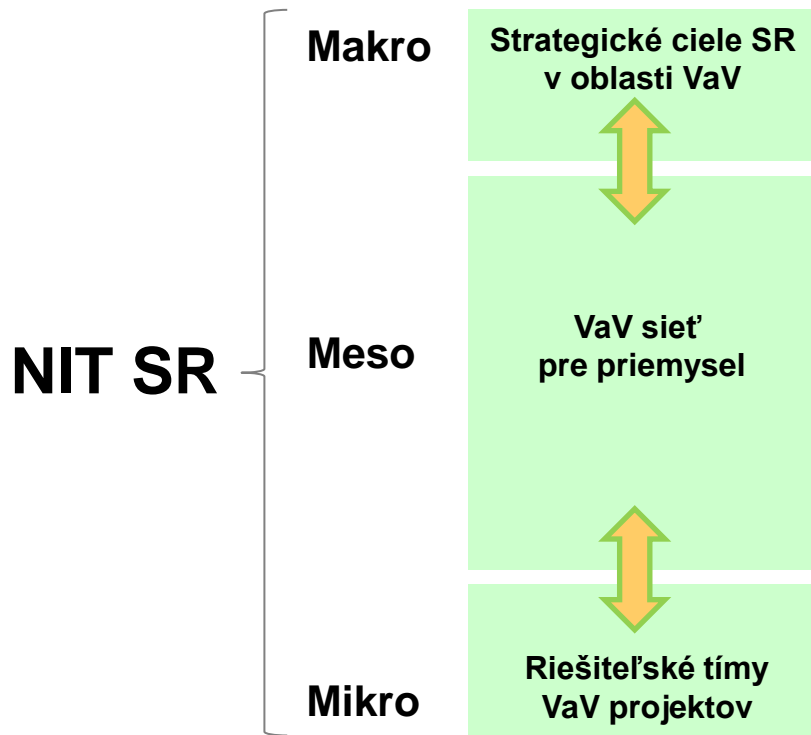 Makro
Strategické ciele SR
v oblasti VaV
NIT SR
Meso
VaV sieť
pre priemysel
Mikro
Riešiteľské tímy
VaV projektov